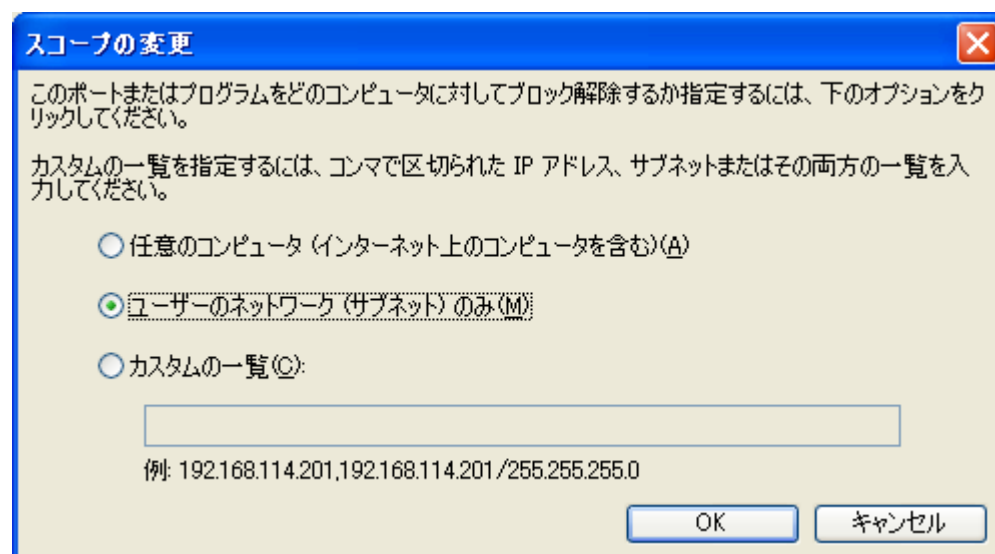 スコープの変更
このポートまたはプログラムをどのコンピュータに対してブロック解除するか指定するには、下のオプションをク
リックしてください。
カスタムの一覧を指定するには、コンマで区切られた IP アドレス、サブネットまたはその両方の一覧を入
力してください。
任意のコンピュータ (インターネット上のコンピュータを含む)(A)
ユーザーのネットワーク (サブネット) のみ(M)
カスタムの一覧(C):
例: 192.168.114.201,192.168.114.201/255.255.255.0
OK キャンセル